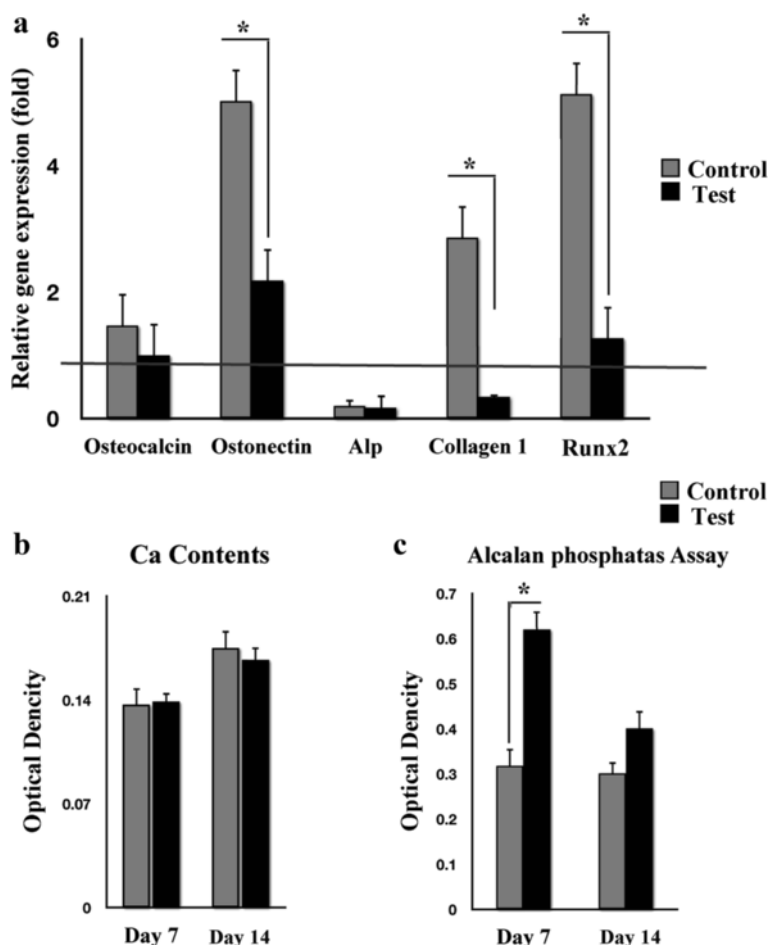 a
Relative gene expression (fold)
6
4
2
0
*
*
*
Control
Test
Osteocalcin Ostonectin Alp Collagen 1 Runx2
Control
Test
b
Ca Contents
Optical Dencity
0.21
0.14
0.07
0
Day 7 Day 14
c
Alcalan phosphatas Assay
Optical Dencity
0.7
0.6
0.5
0.4
0.3
0.2
0.1
0
*
Day 7 Day 14